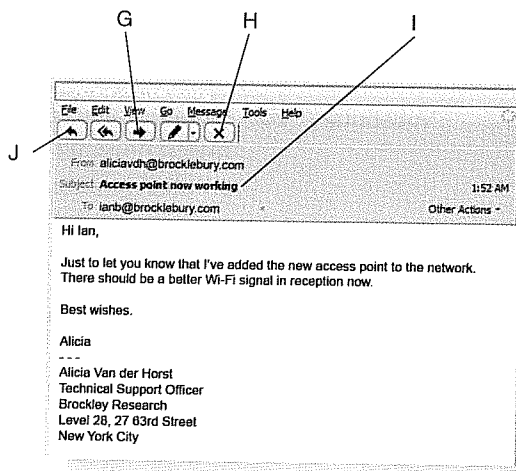 G H I
File Edit View Go Message Tools Help
J
From aliciavdh@brocklebury.com
Subject Access point now working 1:52 AM
To ianb@brocklebury.com Other Actions
Hi Ian,
Just to let you know that I've added the new access point to the network.
There should be a better Wi-Fi signal in reception now.
Best wishes.
Alicia
- - -
Alicia Van der Horst
Technical Support Officer
Brockley Research
Level 28, 27 63rd Street
New York City